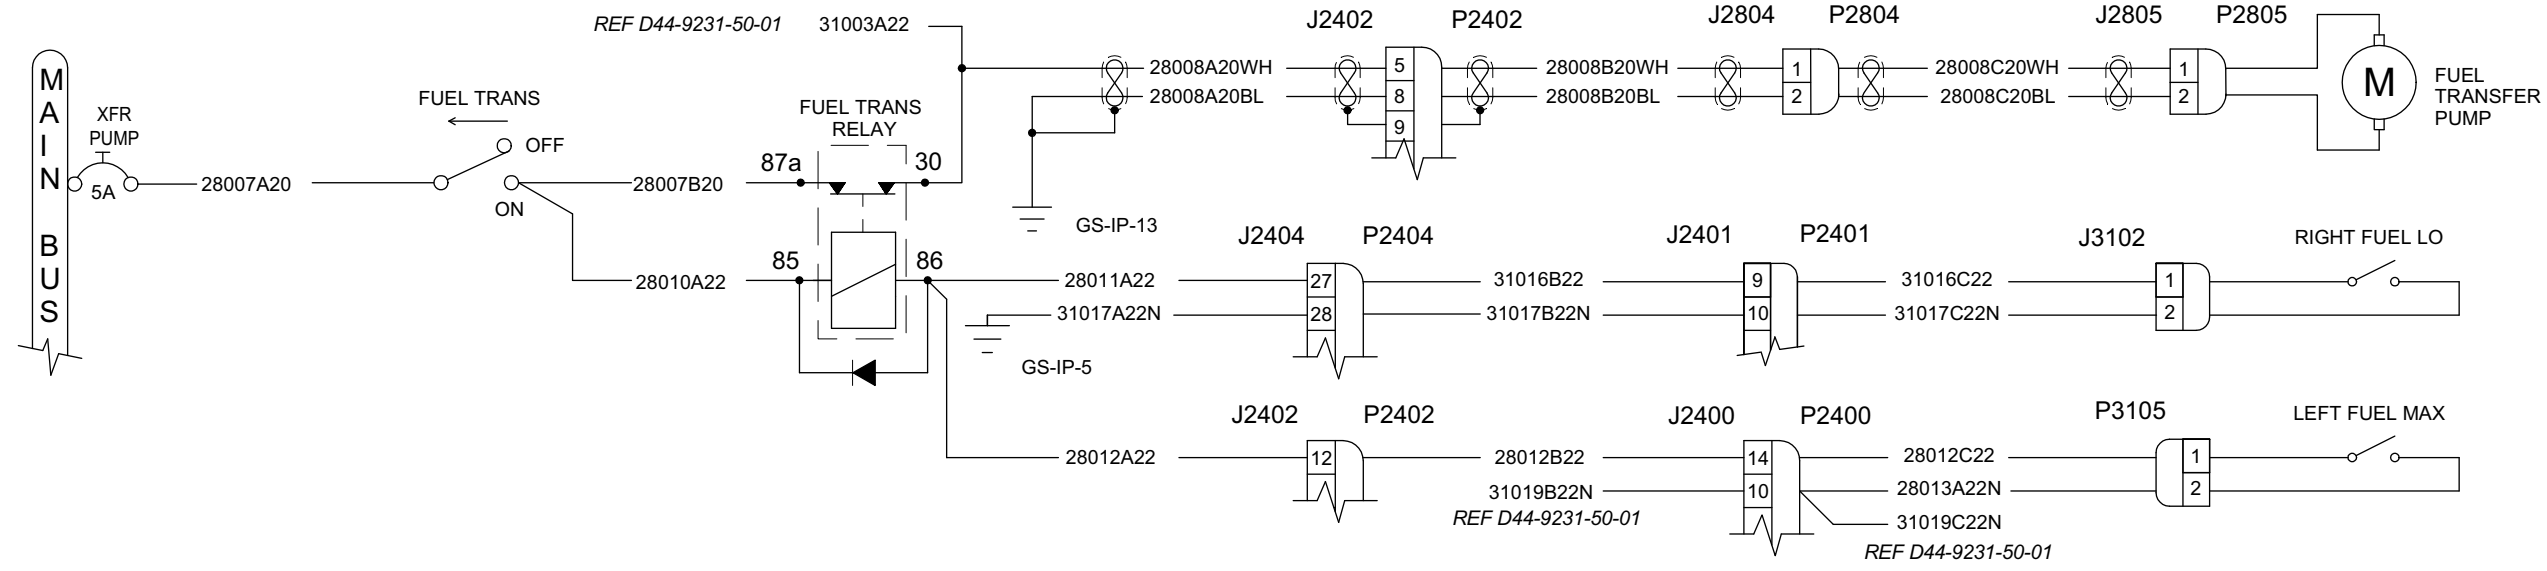 REF D44-9231-50-01 31003A22
J2402 P2402
J2804 P2804
J2805 P2805
MAIN BUS
XFR
PUMP
5A
28007A20
FUEL TRANS
OFF
ON
28007B20
28010A22
FUEL TRANS
RELAY
87a
30
85
86
28008A20WH
28008A20BL
5
8
9
28008B20WH
28008B20BL
1
2
28008C20WH
28008C20BL
1
2
M
FUEL
TRANSFER
PUMP
GS-IP-13
J2404 P2404
J2401 P2401
J3102
RIGHT FUEL LO
28011A22
31017A22N
GS-IP-5
27
28
31016B22
31017B22N
9
10
31016C22
31017C22N
1
2
J2402 P2402
J2400 P2400
P3105
LEFT FUEL MAX
28012A22
12
28012B22
31019B22N
REF D44-9231-50-01
14
10
28012C22
28013A22N
31019C22N
REF D44-9231-50-01
1
2